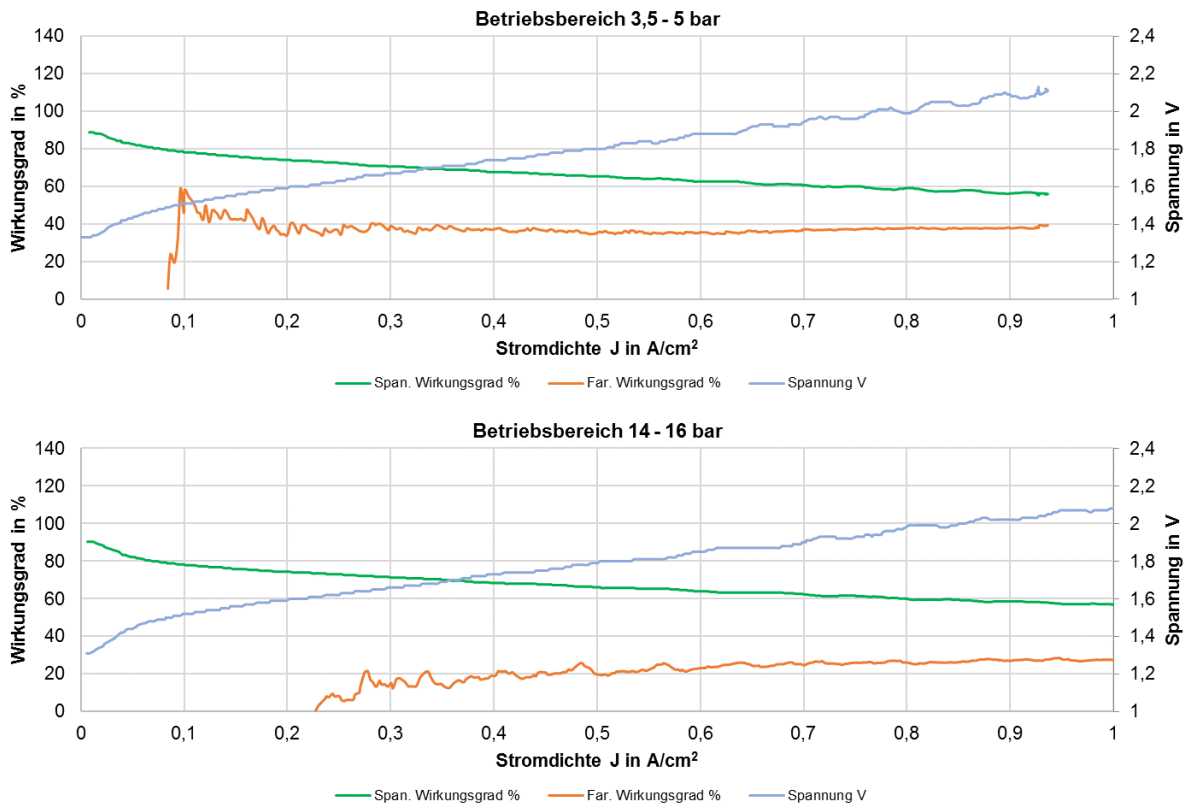 Betriebsbereich 3,5 - 5 bar
Wirkungsgrad in %
140
120
100
80
60
40
20
0
2,4
2,2
2
1,8
1,6
1,4
1,2
1
Spannung in V
0 0,1 0,2 0,3 0,4 0,5 0,6 0,7 0,8 0,9 1
Stromdichte J in A/cm²
Span. Wirkungsgrad % Far. Wirkungsgrad % Spannung V
Betriebsbereich 14 - 16 bar
Wirkungsgrad in %
140
120
100
80
60
40
20
0
2,4
2,2
2
1,8
1,6
1,4
1,2
1
Spannung in V
0 0,1 0,2 0,3 0,4 0,5 0,6 0,7 0,8 0,9 1
Stromdichte J in A/cm²
Span. Wirkungsgrad % Far. Wirkungsgrad % Spannung V